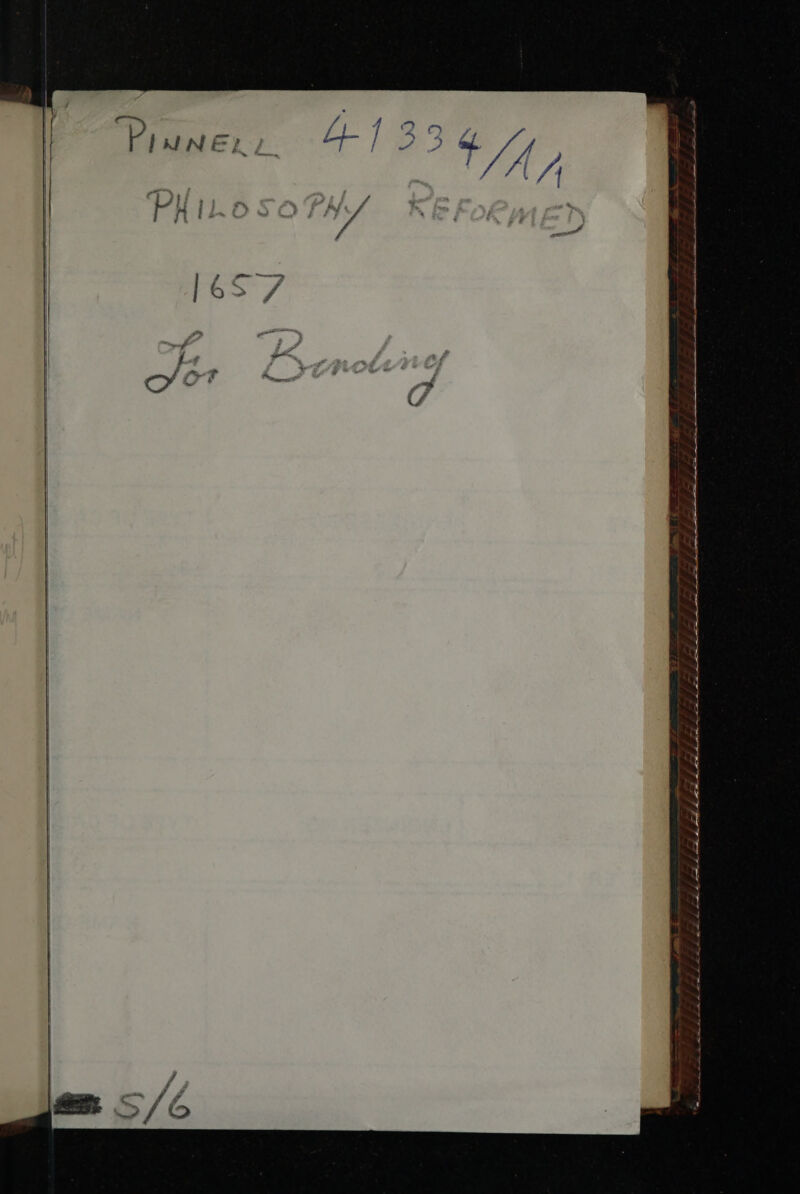 PINNELL 41334/A/1
PHILOSOPHY REFORMED
1657
For Binding
5/6